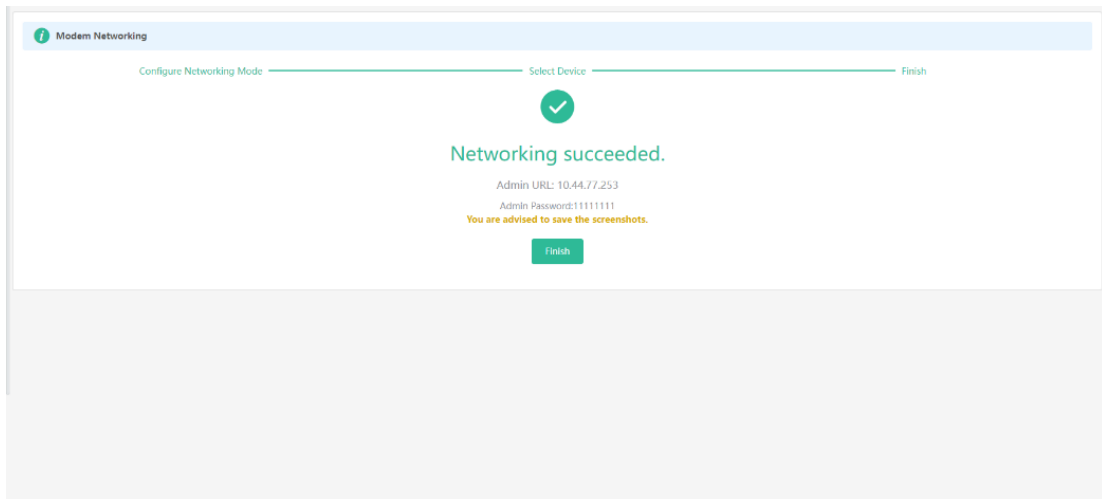 Modem Networking
Configure Networking Mode Select Device Finish
Networking succeeded.
Admin URL: 10.44.77.253
Admin Password:11111111
You are advised to save the screenshots.
Finish